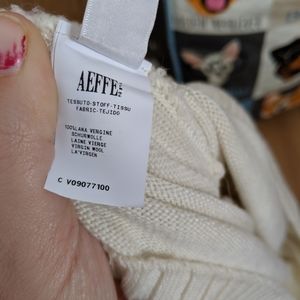 AEFFE
TESSUTO-STOFF-TISSU
FABRIC-TEJIDO
100%LANA VERGINE
SCHURWOLLE
LAINE VIERGE
VIRGIN WOOL
LA'VIRGEN
C V09077100